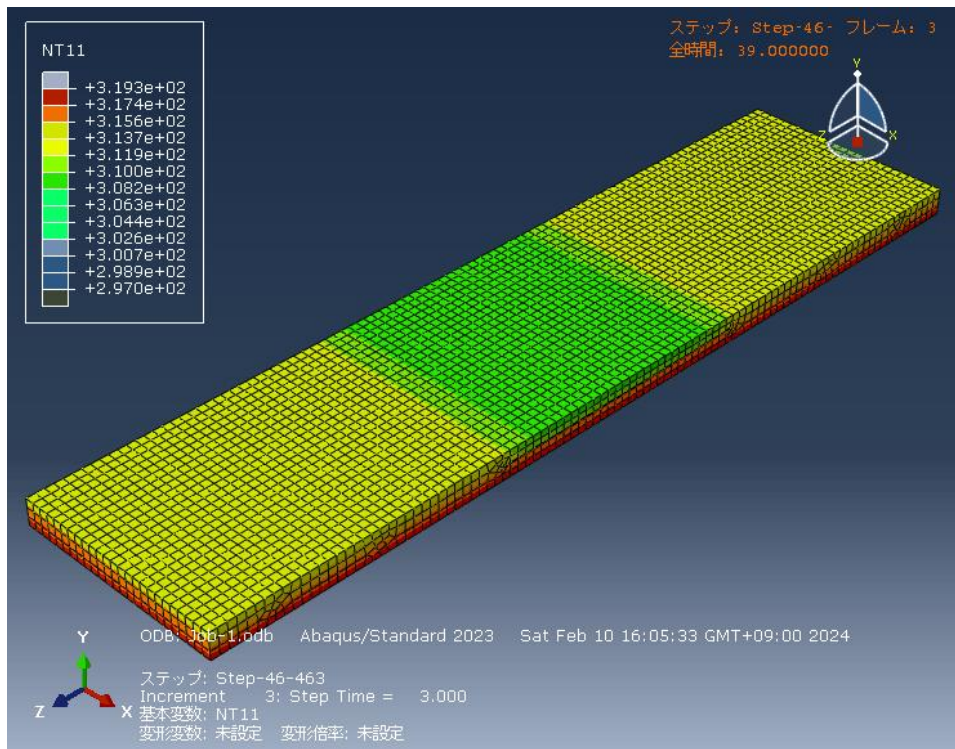 NT11
+3.193e+02
+3.174e+02
+3.156e+02
+3.137e+02
+3.119e+02
+3.100e+02
+3.082e+02
+3.063e+02
+3.044e+02
+3.026e+02
+3.007e+02
+2.989e+02
+2.970e+02
ステップ: Step-46- フレーム: 3
全時間: 39.000000
Y
Z
X
ODB: Job-1.odb Abaqus/Standard 2023 Sat Feb 10 16:05:33 GMT+09:00 2024
Y
Z
X
ステップ: Step-46-463
Increment 3: Step Time = 3.000
基本変数: NT11
変形変数: 未設定 変形倍率: 未設定